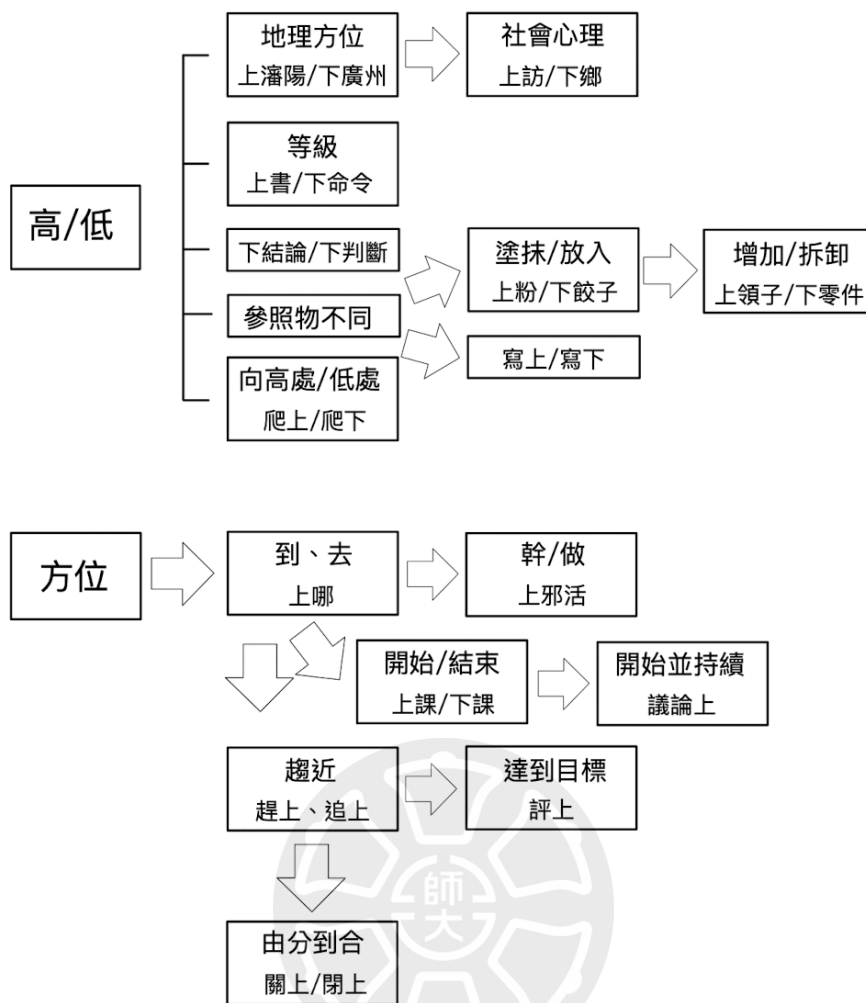 地理方位
上瀋陽/下廣州
社會心理
上訪/下鄉
等級
上書/下命令
高/低
下結論/下判斷
塗抹/放入
上粉/下餃子
增加/拆卸
上領子/下零件
參照物不同
寫上/寫下
向高處/低處
爬上/爬下
方位
到、去
上哪
幹/做
上邪活
開始/結束
上課/下課
開始並持續
議論上
趨近
趕上、追上
達到目標
評上
師大
由分到合
關上/閉上